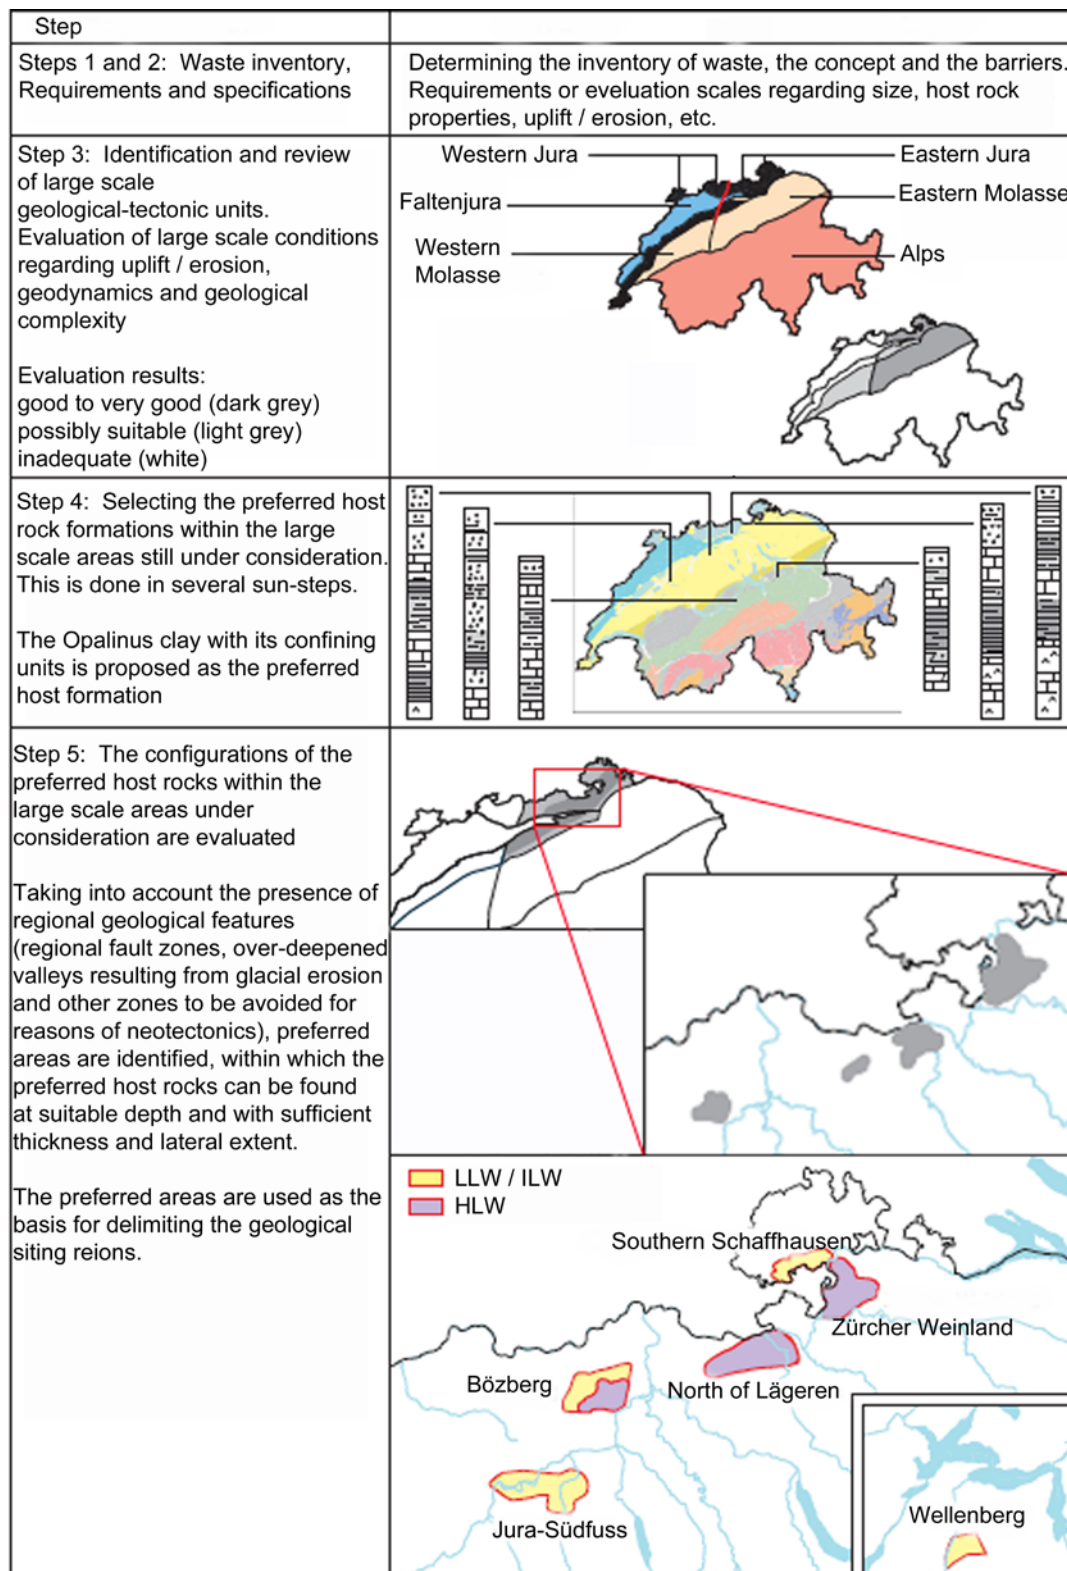 Step
Steps 1 and 2: Waste inventory,
Requirements and specifications
Determining the inventory of waste, the concept and the barriers.
Requirements or eveluation scales regarding size, host rock
properties, uplift / erosion, etc.
Step 3: Identification and review
of large scale
geological-tectonic units.
Evaluation of large scale conditions
regarding uplift / erosion,
geodynamics and geological
complexity
Evaluation results:
good to very good (dark grey)
possibly suitable (light grey)
inadequate (white)
Western Jura
Eastern Jura
Faltenjura
Eastern Molasse
Western
Molasse
Alps
Step 4: Selecting the preferred host
rock formations within the large
scale areas still under consideration.
This is done in several sun-steps.
The Opalinus clay with its confining
units is proposed as the preferred
host formation
Step 5: The configurations of the
preferred host rocks within the
large scale areas under
consideration are evaluated
Taking into account the presence of
regional geological features
(regional fault zones, over-deepened
valleys resulting from glacial erosion
and other zones to be avoided for
reasons of neotectonics), preferred
areas are identified, within which the
preferred host rocks can be found
at suitable depth and with sufficient
thickness and lateral extent.
The preferred areas are used as the
basis for delimiting the geological
siting reions.
LLW / ILW
HLW
Southern Schaffhausen
Zürcher Weinland
Bözberg
North of Lägeren
Jura-Südfuss
Wellenberg